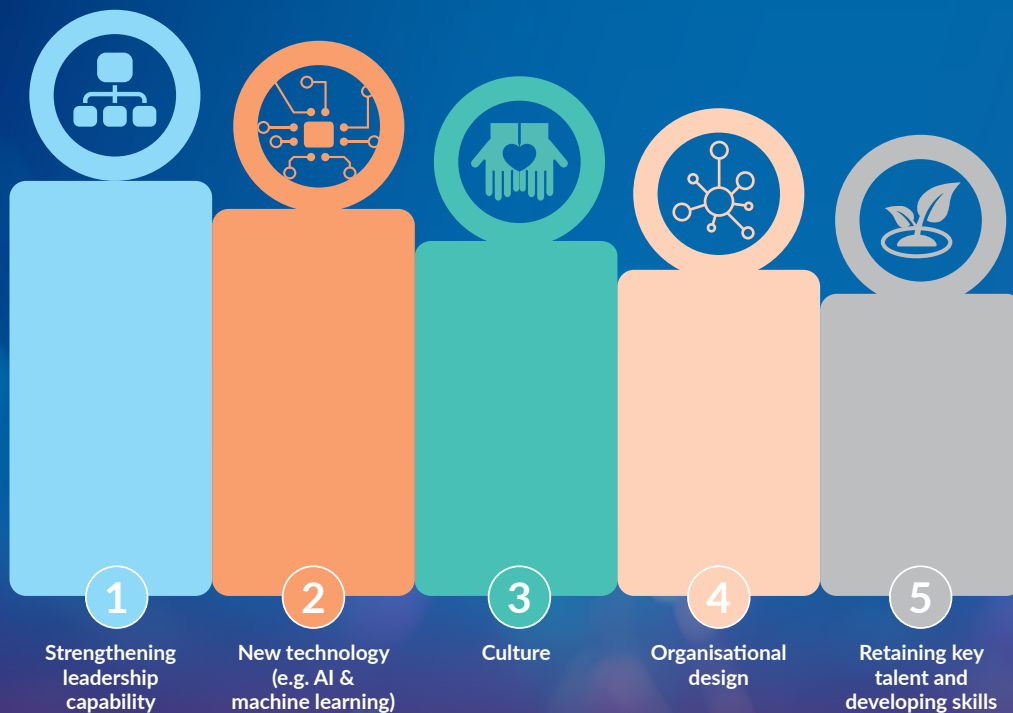 1
Strengthening
leadership
capability
2
New technology
(e.g. AI &
machine learning)
3
Culture
4
Organisational
design
5
Retaining key
talent and
developing skills